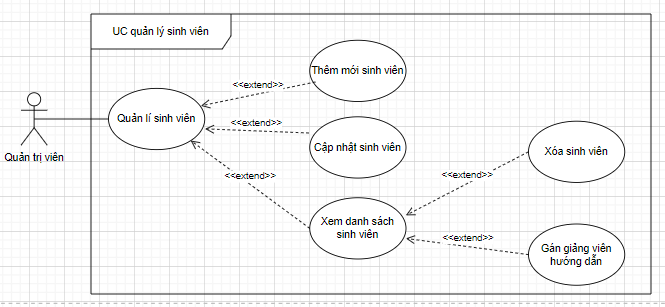 UC quản lý sinh viên
<<extend>>
Thêm mới sinh viên
Quản lí sinh viên
<<extend>>
Cập nhật sinh viên
Xóa sinh viên
Quản trị viên
<<extend>>
<<extend>>
Xem danh sách
sinh viên
<<extend>>
Gán giảng viên
hướng dẫn